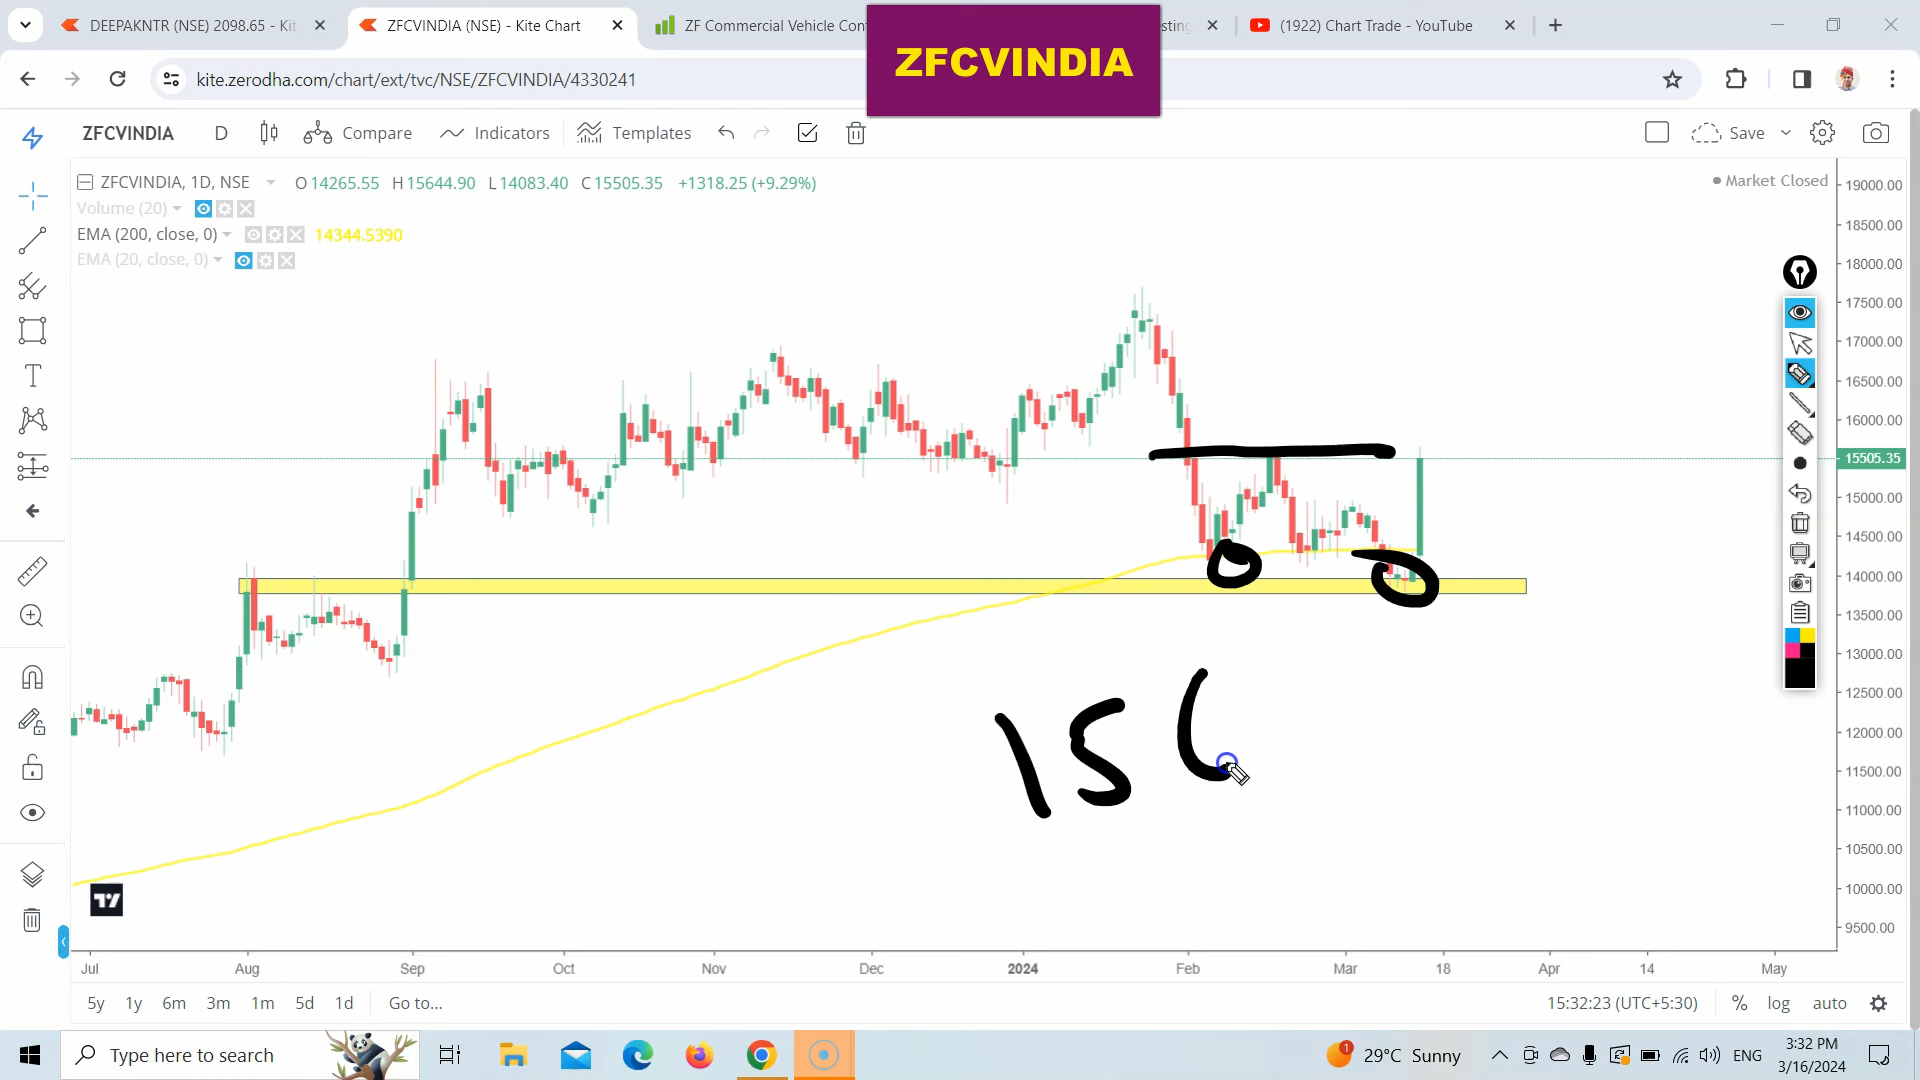 DEEPAKNTR (NSE) 2098.65 - Kit
ZFCVINDIA (NSE) - Kite Chart
ZF Commercial Vehicle Con
sting
(1922) Chart Trade - YouTube
ZFCVINDIA
kite.zerodha.com/chart/ext/tvc/NSE/ZFCVINDIA/4330241
ZFCVINDIA D Compare Indicators Templates Save
ZFCVINDIA, 1D, NSE O14265.55 H15644.90 L14083.40 C15505.35 +1318.25 (+9.29%)
Market Closed
Volume (20)
EMA (200, close, 0) 14344.5390
EMA (20, close, 0)
19000.00
18500.00
18000.00
17500.00
17000.00
16500.00
16000.00
15505.35
15000.00
14500.00
14000.00
13500.00
13000.00
12500.00
12000.00
11500.00
11000.00
10500.00
10000.00
9500.00
15
Jul Aug Sep Oct Nov Dec 2024 Feb Mar 18 Apr 14 May
5y 1y 6m 3m 1m 5d 1d Go to... 15:32:23 (UTC+5:30) % log auto
Type here to search
1
29°C Sunny
ENG
3:32 PM
3/16/2024